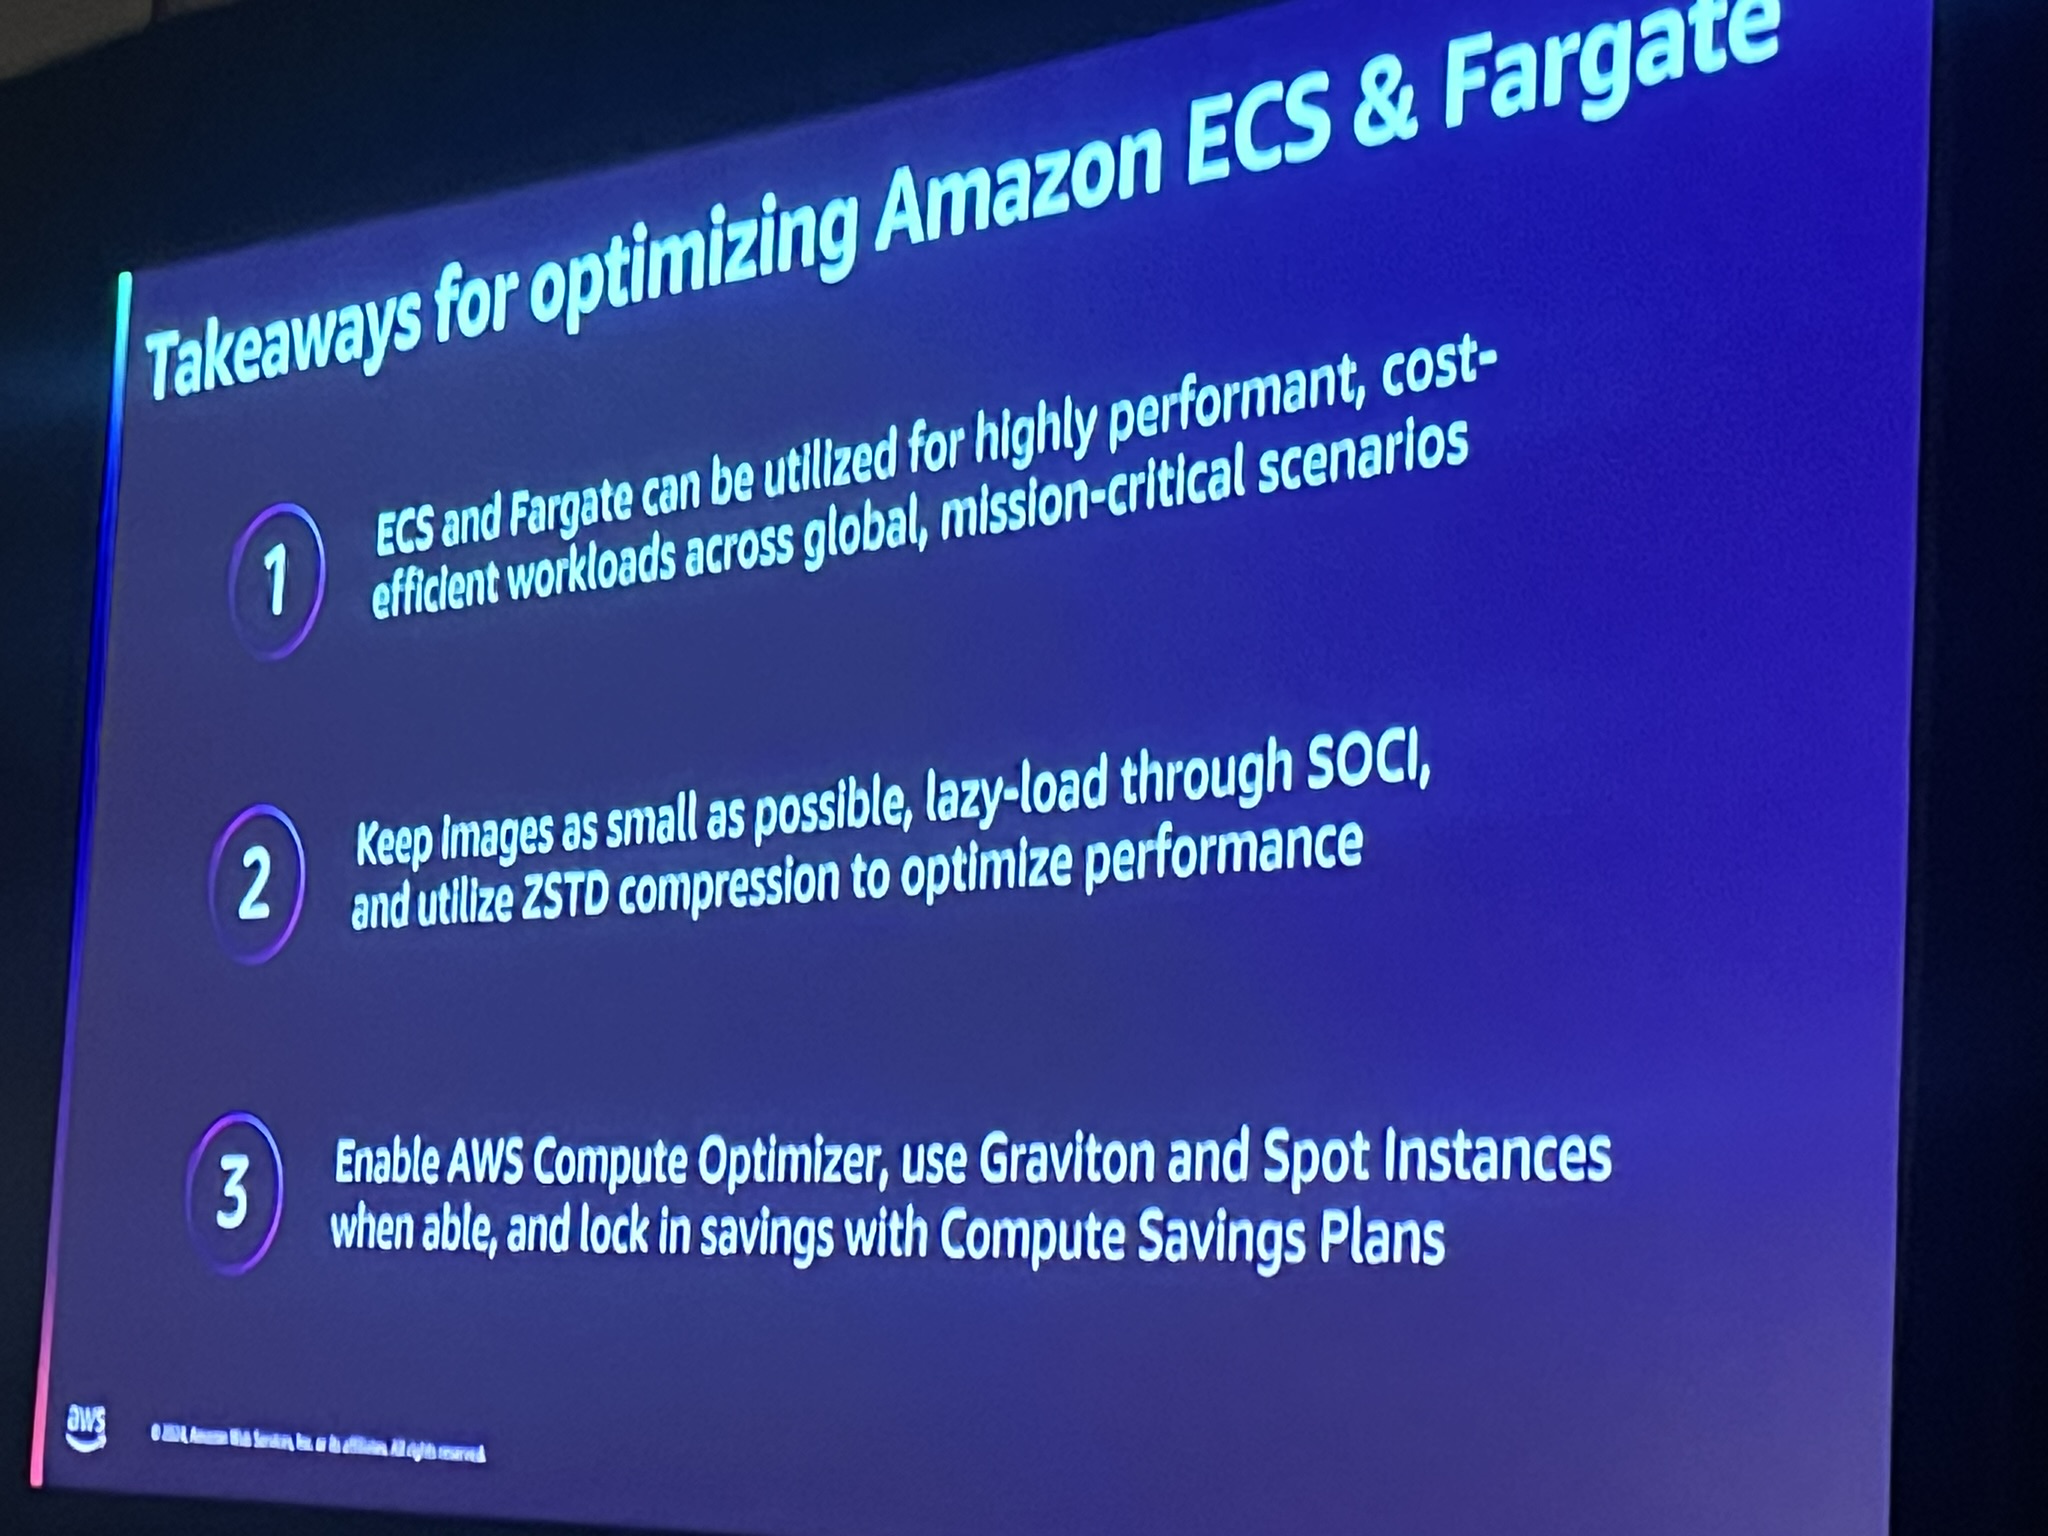 Takeaways for optimizing Amazon ECS & Fargate
1
ECS and Fargate can be utilized for highly performant, cost-
efficient workloads across global, mission-critical scenarios
2
Keep images as small as possible, lazy-load through SOCI,
and utilize ZSTD compression to optimize performance
3
Enable AWS Compute Optimizer, use Graviton and Spot Instances
when able, and lock in savings with Compute Savings Plans
aws
© 2024, Amazon Web Services, Inc. or its affiliates. All rights reserved.